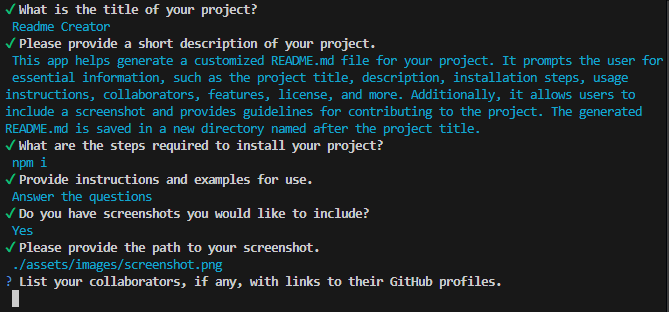 ✓ What is the title of your project?
Readme Creator
✓ Please provide a short description of your project.
This app helps generate a customized README.md file for your project. It prompts the user for
essential information, such as the project title, description, installation steps, usage
instructions, collaborators, features, license, and more. Additionally, it allows users to
include a screenshot and provides guidelines for contributing to the project. The generated
README.md is saved in a new directory named after the project title.
✓ What are the steps required to install your project?
npm i
✓ Provide instructions and examples for use.
Answer the questions
✓ Do you have screenshots you would like to include?
Yes
✓ Please provide the path to your screenshot.
./assets/images/screenshot.png
? List your collaborators, if any, with links to their GitHub profiles.